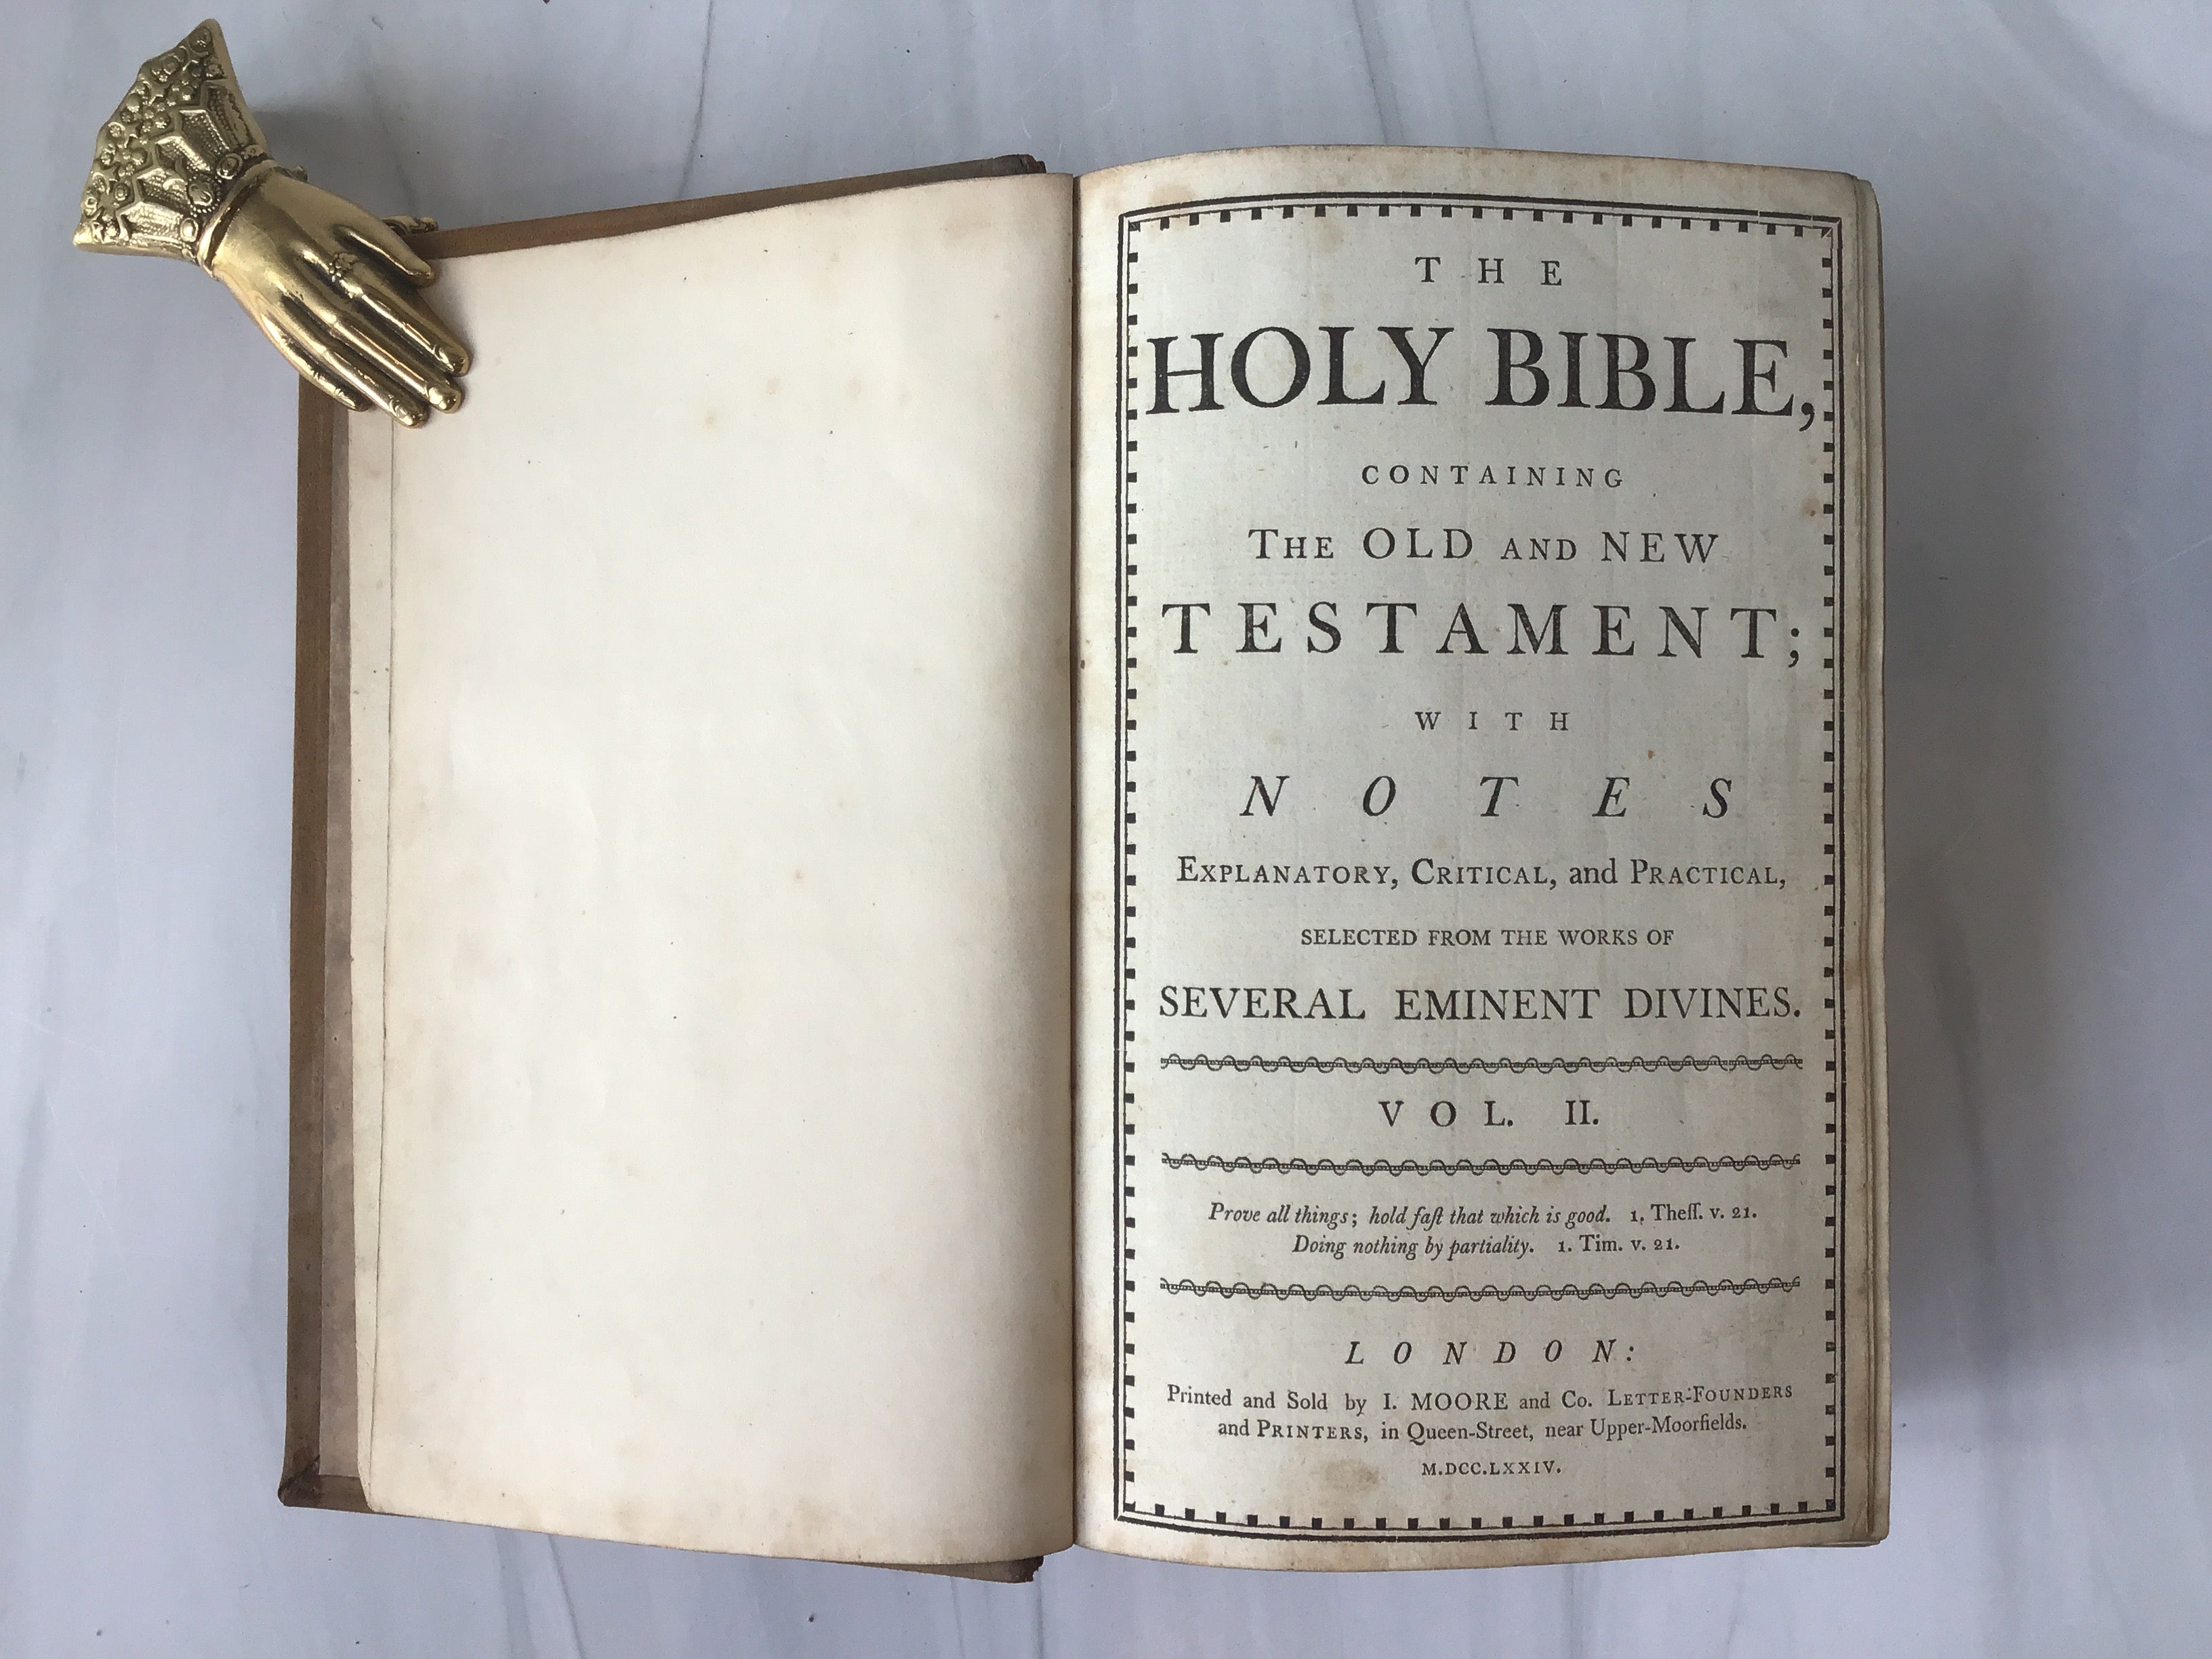 THE
HOLY BIBLE,
CONTAINING
THE OLD AND NEW
TESTAMENT;
WITH
NOTES
EXPLANATORY, CRITICAL, and PRACTICAL,
SELECTED FROM THE WORKS OF
SEVERAL EMINENT DIVINES.
VOL. II.
Prove all things; hold faſt that which is good. 1. Theſſ. v. 21.
Doing nothing by partiality. 1. Tim. v. 21.
LONDON:
Printed and Sold by I. MOORE and Co. LETTER-FOUNDERS
and PRINTERS, in Queen-Street, near Upper-Moorfields.
M.DCC.LXXIV.